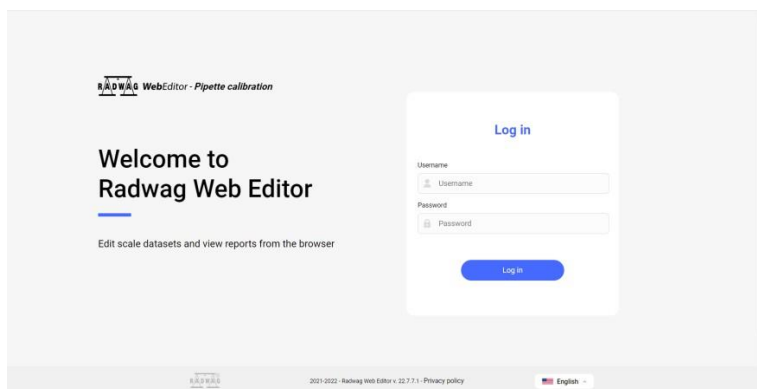 RADWAG WebEditor - Pipette calibration
Log in
Welcome to
Radwag Web Editor
Edit scale datasets and view reports from the browser
Username
Username
Password
Password
Log in
RADWAG
2021-2022 - Radwag Web Editor v. 22.7.7.1 - Privacy policy
English